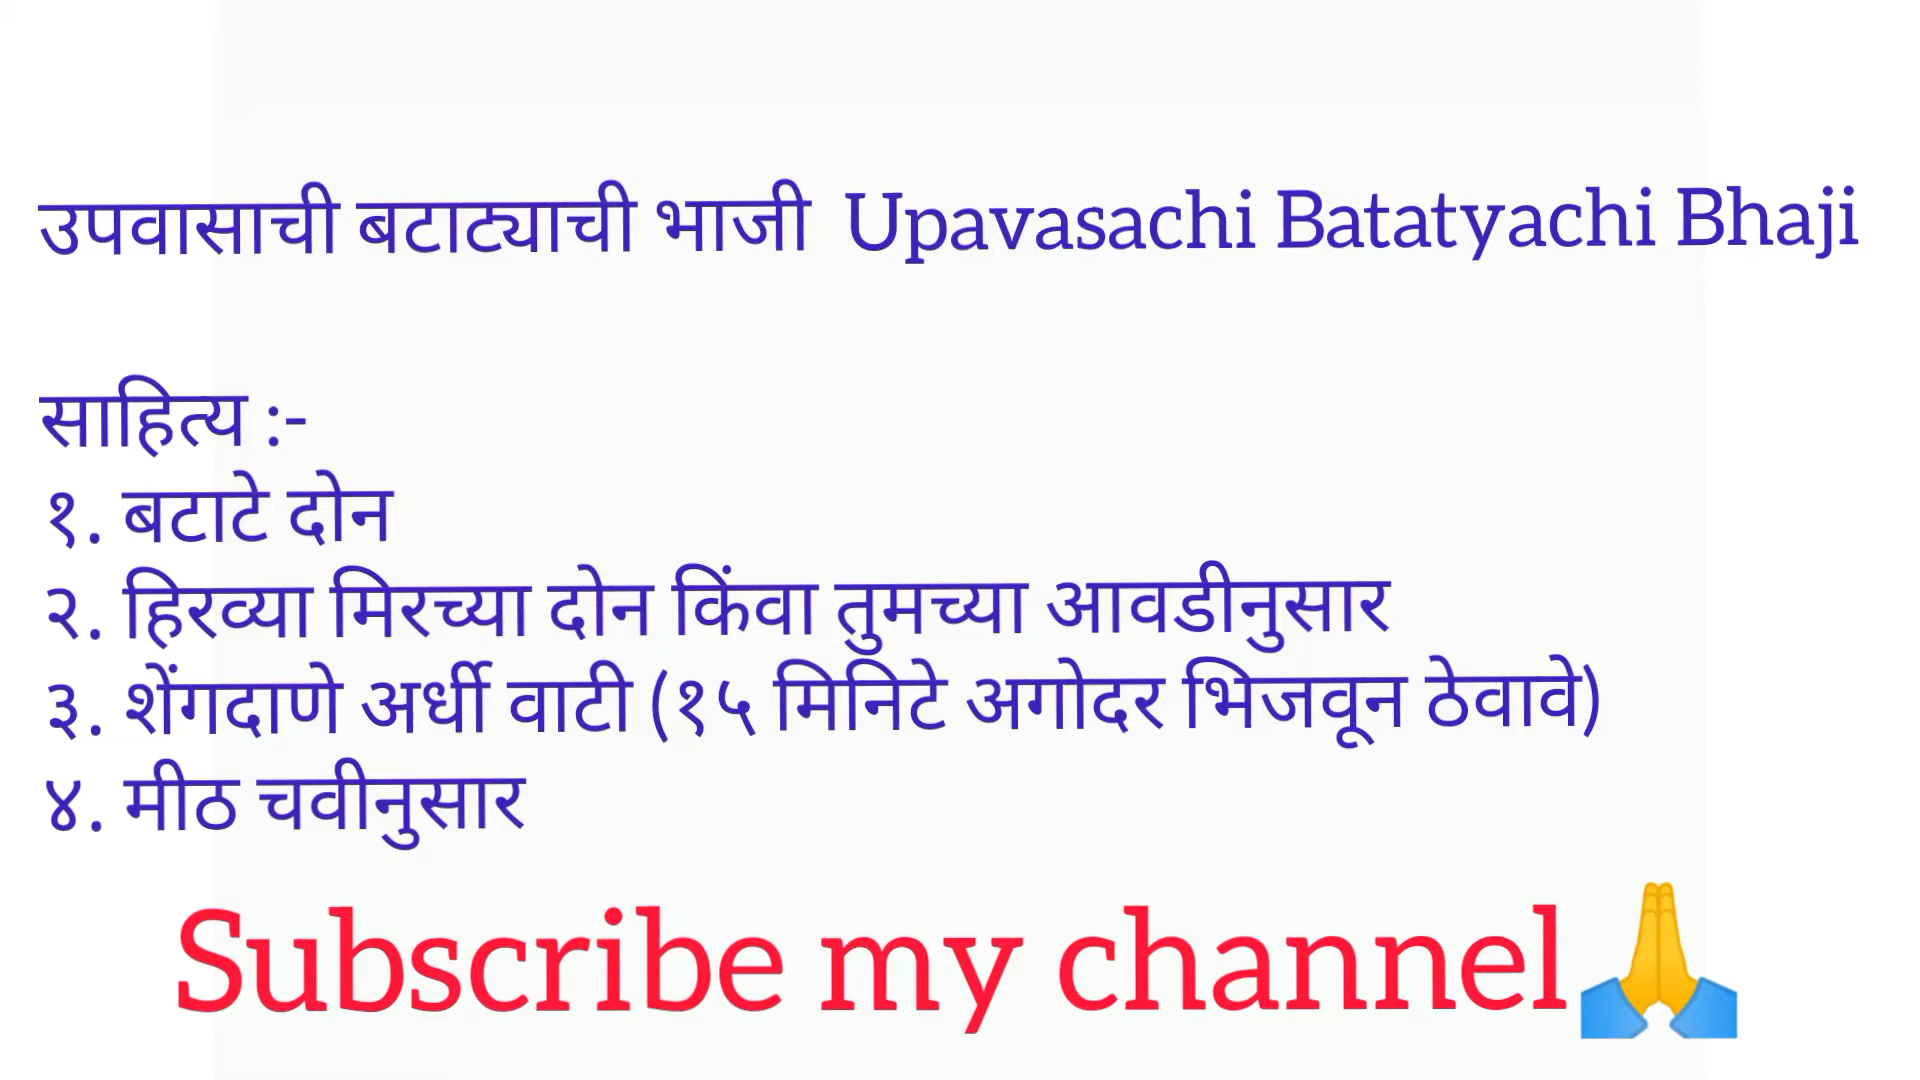 उपवासाची बटाट्याची भाजी Upavasachi Batatyachi Bhaji
साहित्य :-
१. बटाटे दोन
२. हिरव्या मिरच्या दोन किंवा तुमच्या आवडीनुसार
३. शेंगदाणे अर्धी वाटी (१५ मिनिटे अगोदर भिजवून ठेवावे)
४. मीठ चवीनुसार
Subscribe my channel🙏